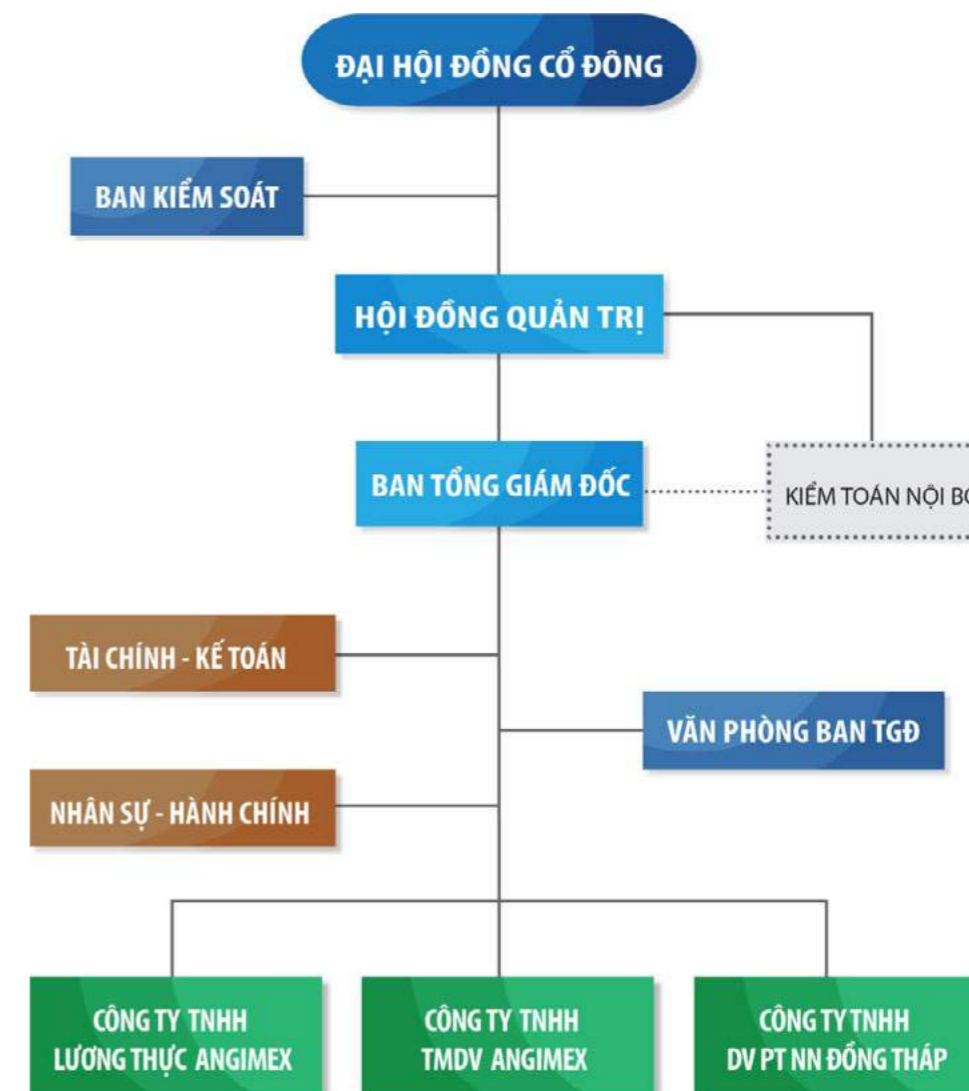 ĐẠI HỘI ĐỒNG CỔ ĐÔNG
BAN KIỂM SOÁT
HỘI ĐỒNG QUẢN TRỊ
BAN TỔNG GIÁM ĐỐC
KIỂM TOÁN NỘI
TÀI CHÍNH - KẾ TOÁN
VĂN PHÒNG BAN TGĐ
NHÂN SỰ - HÀNH CHÍNH
CÔNG TY TNHH
LƯƠNG THỰC ANGIMEX
CÔNG TY TNHH
TMDV ANGIMEX
CÔNG TY TNHH
DV PT NN ĐỒNG THÁP